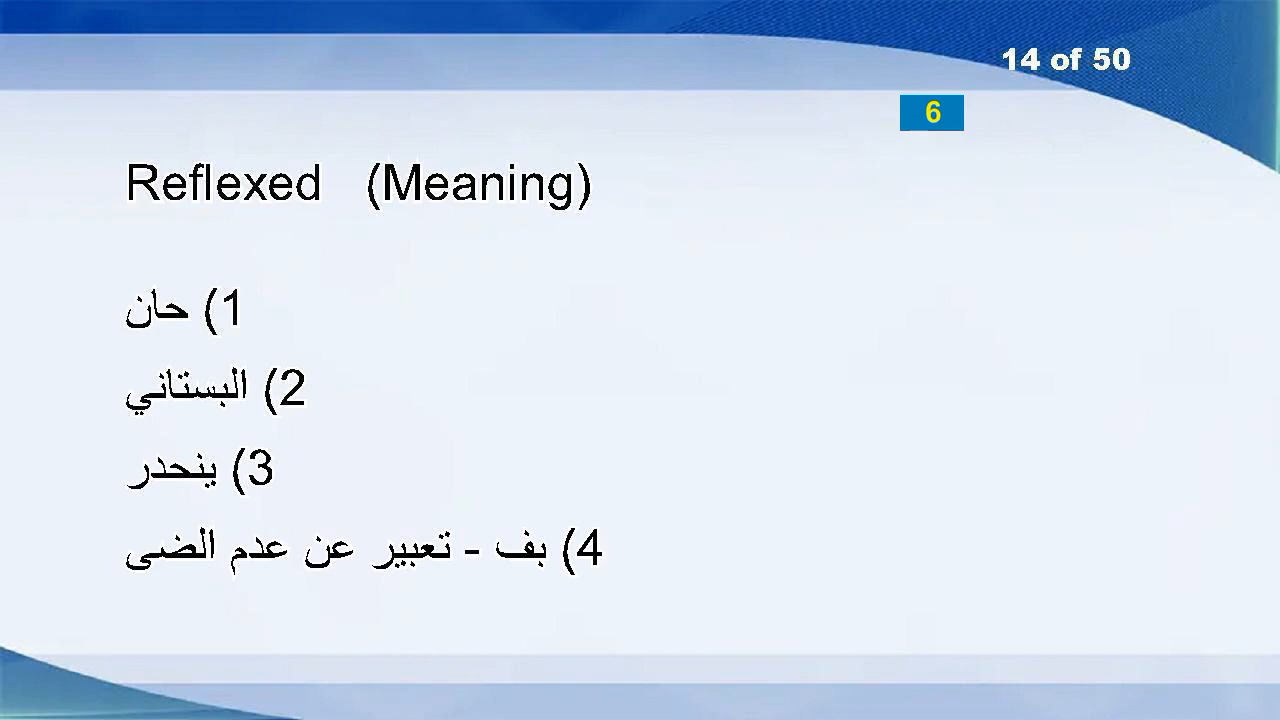 14 of 50
6
Reflexed (Meaning)
1) حان
2) البستاني
3) ينحدر
4) بف - تعبير عن عدم الضى